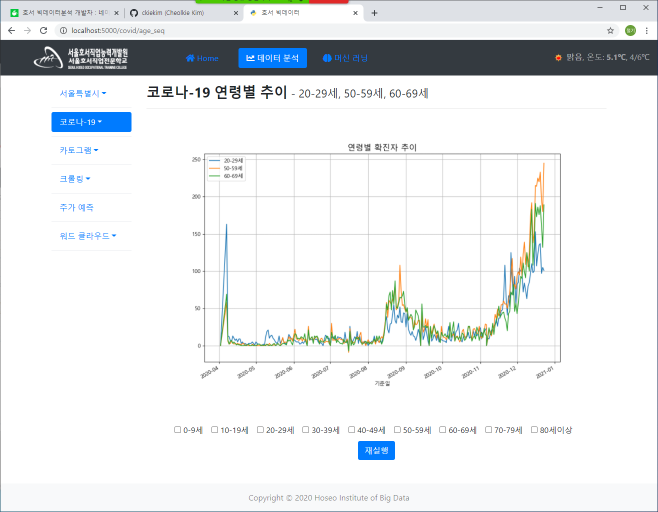 호서 빅데이터분석 개발자 : 네이
ckiekim (Cheolkie Kim)
호서 빅데이터
localhost:5000/covid/age_seq
서울호서직업능력개발원
서울호서직업전문학교
Home
데이터 분석
머신 러닝
맑음, 온도: 5.1℃, 4/6℃
서울특별시
코로나-19
카토그램
크롤링
주가 예측
워드 클라우드
코로나-19 연령별 추이 - 20-29세, 50-59세, 60-69세
연령별 확진자 추이
20-29세
50-59세
60-69세
250
200
150
100
50
0
2020-04
2020-05
2020-06
2020-07
2020-08
2020-09
2020-10
2020-11
2020-12
2021-01
기준일
0-9세 10-19세 20-29세 30-39세 40-49세 50-59세 60-69세 70-79세 80세이상
재실행
Copyright © 2020 Hoseo Institute of Big Data